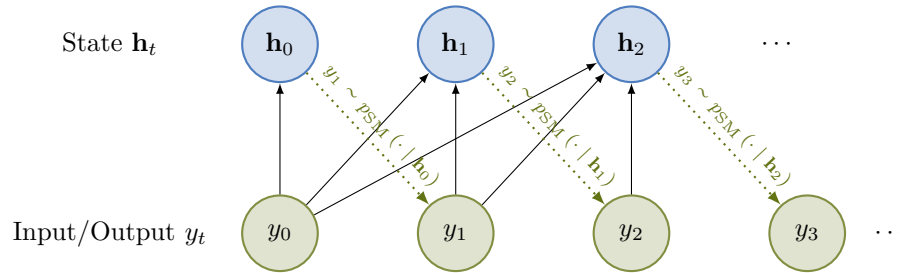 State h_t h_0 h_1 h_2 ⋯
y_1 ∼ p_SM (· | h_0)
y_2 ∼ p_SM (· | h_1)
y_3 ∼ p_SM (· | h_2)
Input/Output y_t y_0 y_1 y_2 y_3 ⋅⋅